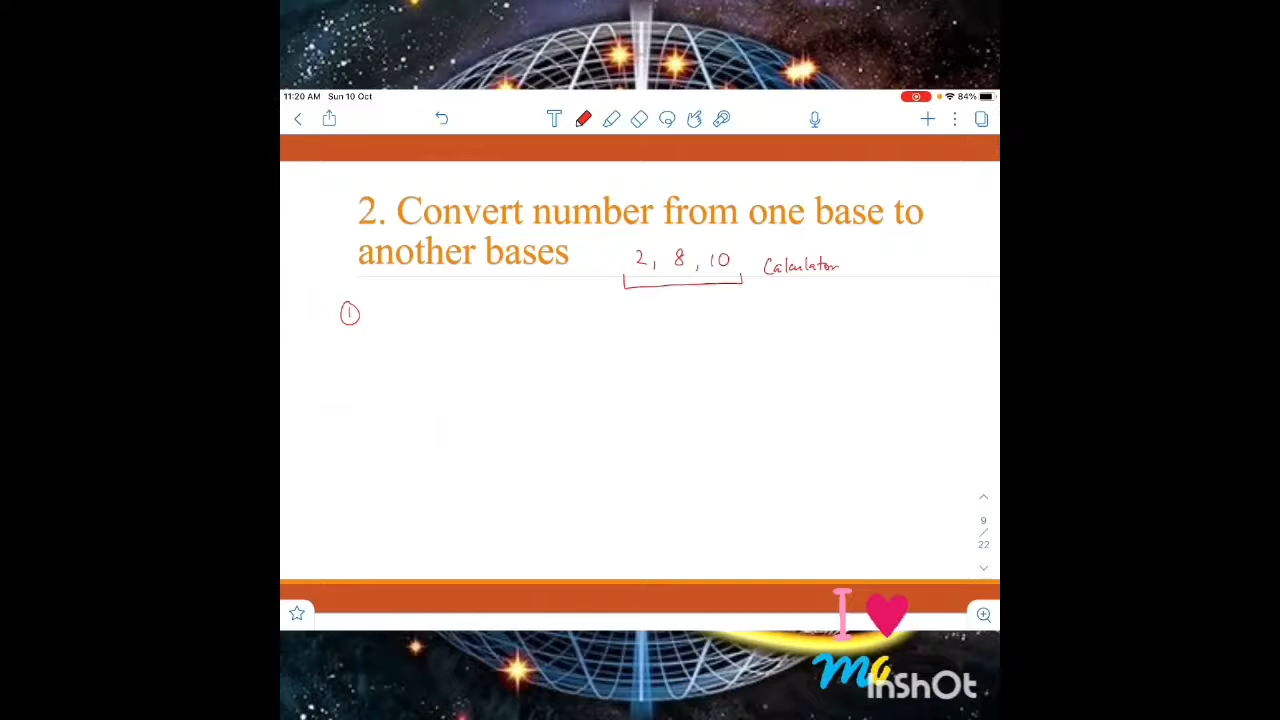 11:20 AM Sun 10 Oct
84%
2. Convert number from one base to
another bases
2, 8, 10 Calculator
①
9
/
22
I
InShOt